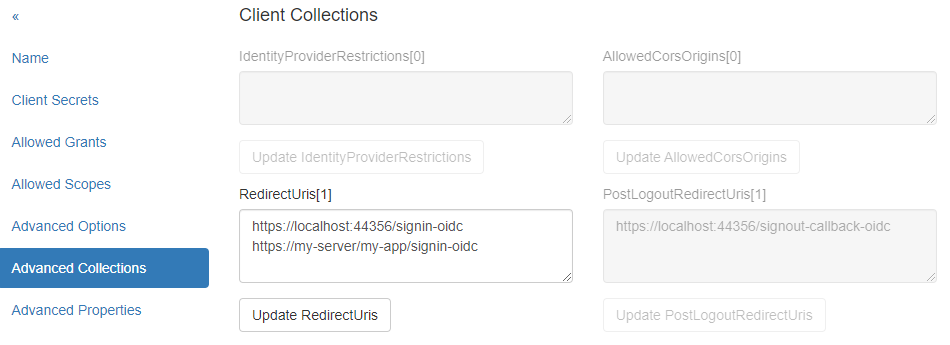 «
Name
Client Secrets
Allowed Grants
Allowed Scopes
Advanced Options
Advanced Collections
Advanced Properties
Client Collections
IdentityProviderRestrictions[0]
Update IdentityProviderRestrictions
AllowedCorsOrigins[0]
Update AllowedCorsOrigins
RedirectUris[1]
https://localhost:44356/signin-oidc
https://my-server/my-app/signin-oidc
Update RedirectUris
PostLogoutRedirectUris[1]
https://localhost:44356/signout-callback-oidc
Update PostLogoutRedirectUris